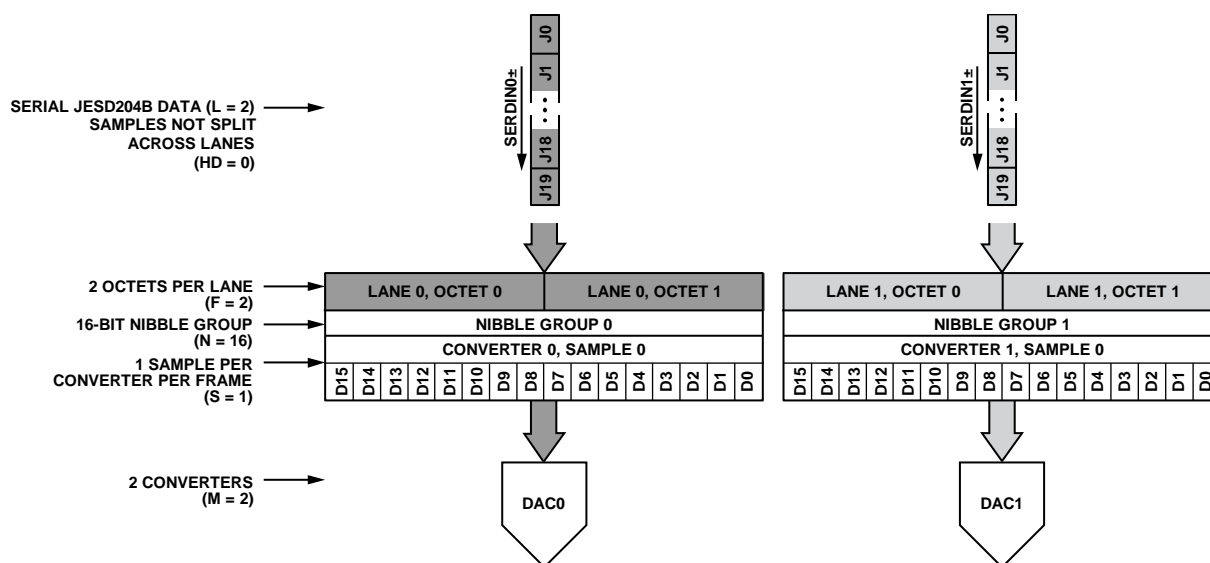 J0
J1
J18
J19
SERDIN0±
J0
J1
J18
J19
SERDIN1±
SERIAL JESD204B DATA (L = 2)
SAMPLES NOT SPLIT
ACROSS LANES
(HD = 0)
2 OCTETS PER LANE
(F = 2)
LANE 0, OCTET 0
LANE 0, OCTET 1
LANE 1, OCTET 0
LANE 1, OCTET 1
16-BIT NIBBLE GROUP
(N = 16)
NIBBLE GROUP 0
NIBBLE GROUP 1
CONVERTER 0, SAMPLE 0
CONVERTER 1, SAMPLE 0
1 SAMPLE PER
CONVERTER PER FRAME
(S = 1)
D15 D14 D13 D12 D11 D10 D9 D8 D7 D6 D5 D4 D3 D2 D1 D0
D15 D14 D13 D12 D11 D10 D9 D8 D7 D6 D5 D4 D3 D2 D1 D0
2 CONVERTERS
(M = 2)
DAC0
DAC1